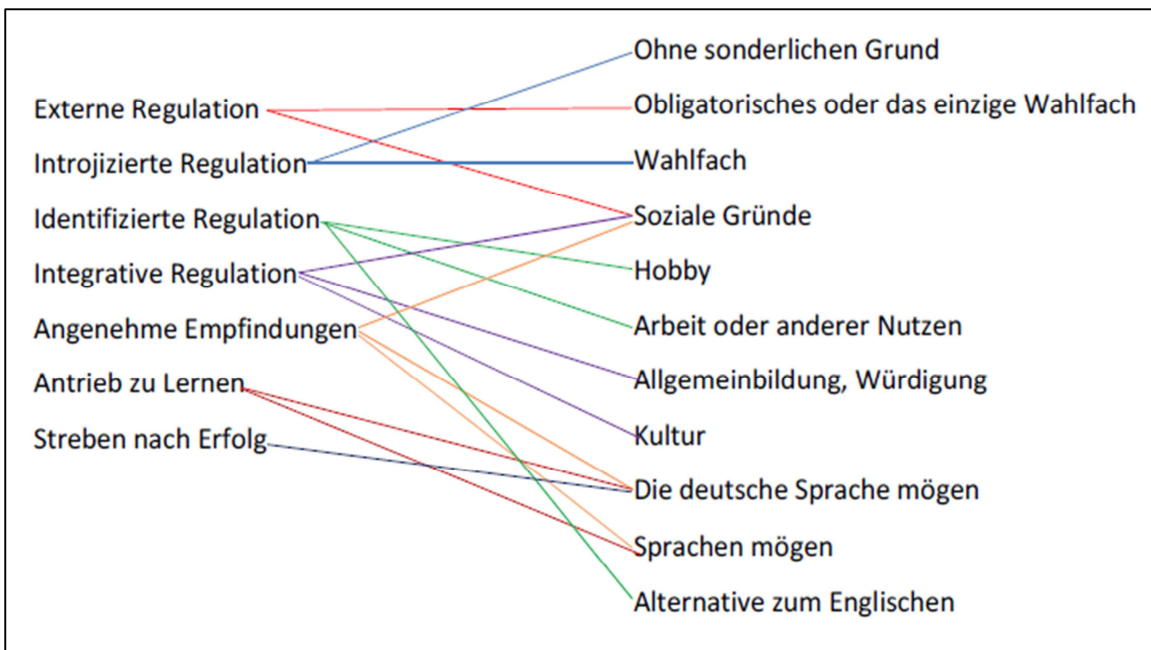 Externe Regulation
Introjizierte Regulation
Identifizierte Regulation
Integrative Regulation
Angenehme Empfindungen
Antrieb zu Lernen
Streben nach Erfolg
Ohne sonderlichen Grund
Obligatorisches oder das einzige Wahlfach
Wahlfach
Soziale Gründe
Hobby
Arbeit oder anderer Nutzen
Allgemeinbildung, Würdigung
Kultur
Die deutsche Sprache mögen
Sprachen mögen
Alternative zum Englischen